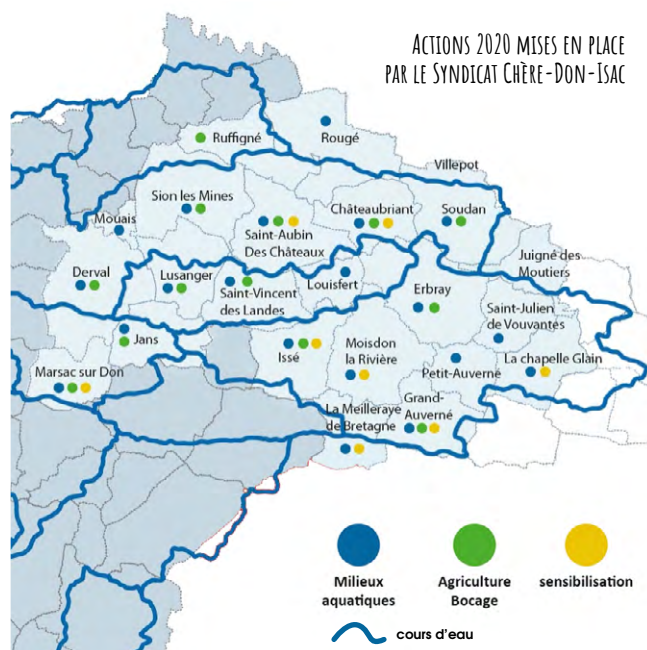 ACTIONS 2020 MISES EN PLACE
PAR LE SYNDICAT CHÈRE-DON-ISAC
Ruffigné
Rougé
Villepot
Sion les Mines
Mouais
Saint-Aubin
Des Châteaux
Châteaubriant
Soudan
Juigné des
Moutiers
Derval
Lusanger
Saint-Vincent
des Landes
Louisfert
Erbray
Saint-Julien
de Vouvantes
Jans
Issé
Moisdon
la Rivière
Petit-Auverné
La chapelle Glain
Marsac sur Don
La Meilleraye
de Bretagne
Grand-
Auverné
Milieux
aquatiques
Agriculture
Bocage
sensibilisation
cours d'eau